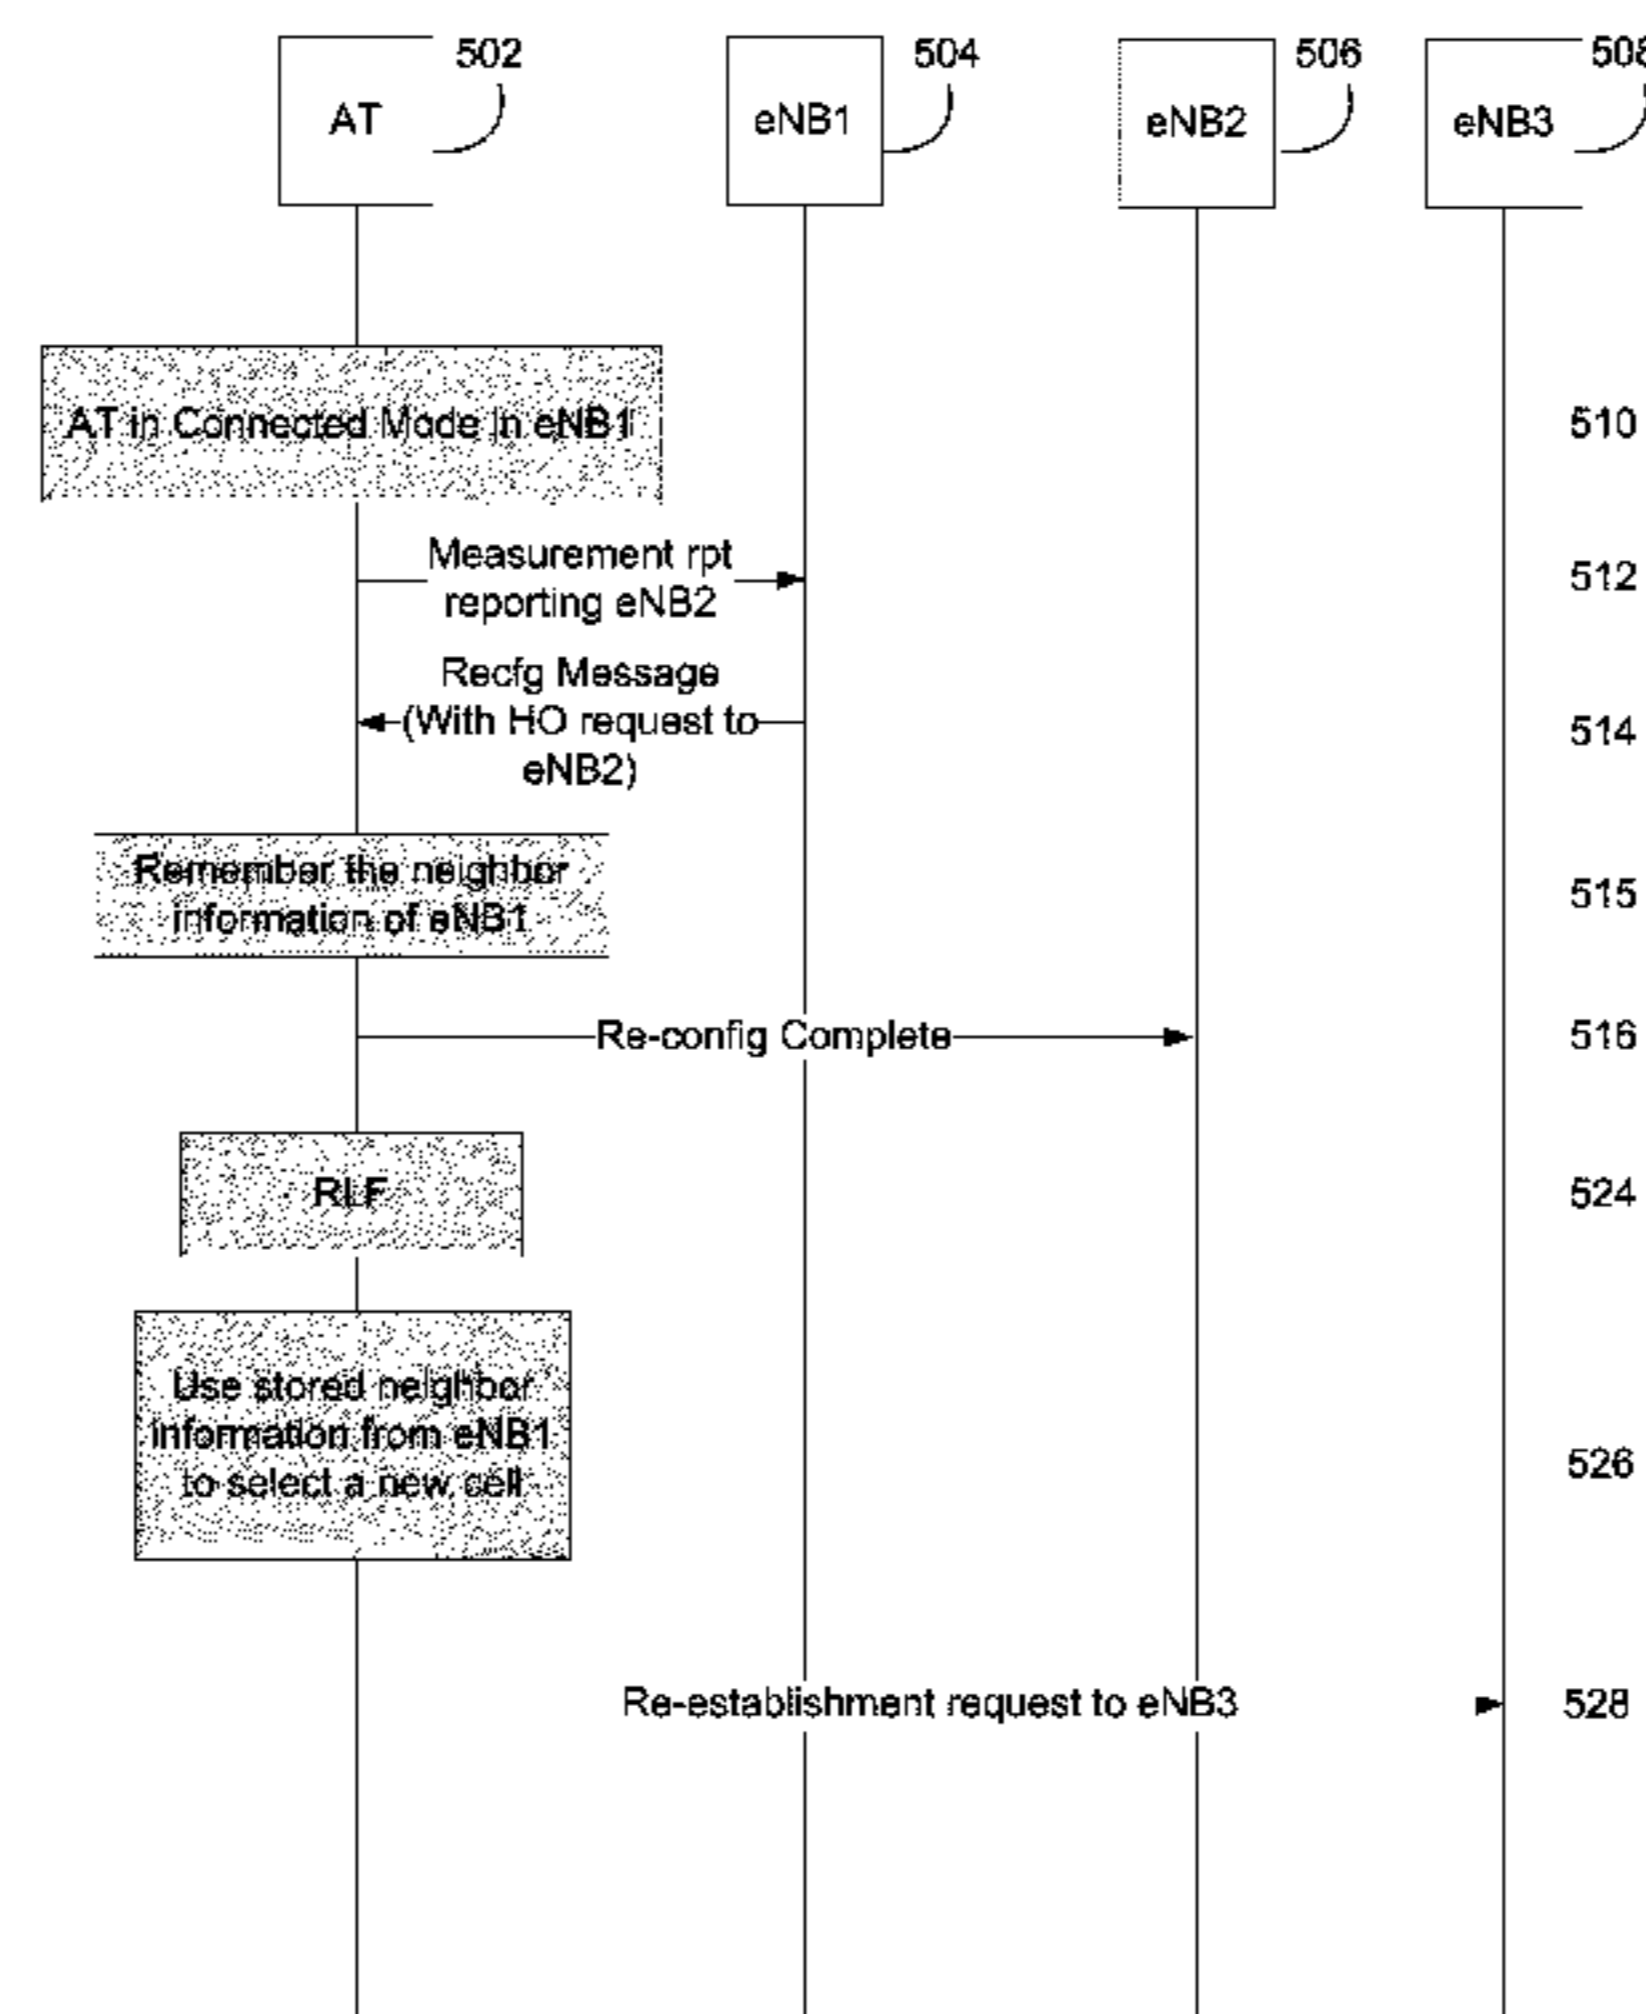 502
504
506
508
AT
eNB1
eNB2
eNB3
AT in Connected Mode in eNB1
510
Measurement rpt
reporting eNB2
512
Recfg Message
(With HO request to
eNB2)
514
Remember the neighbor
information of eNB1
515
Re-config Complete
516
RLF
524
Use stored neighbor
information from eNB1
to select a new cell
526
Re-establishment request to eNB3
528